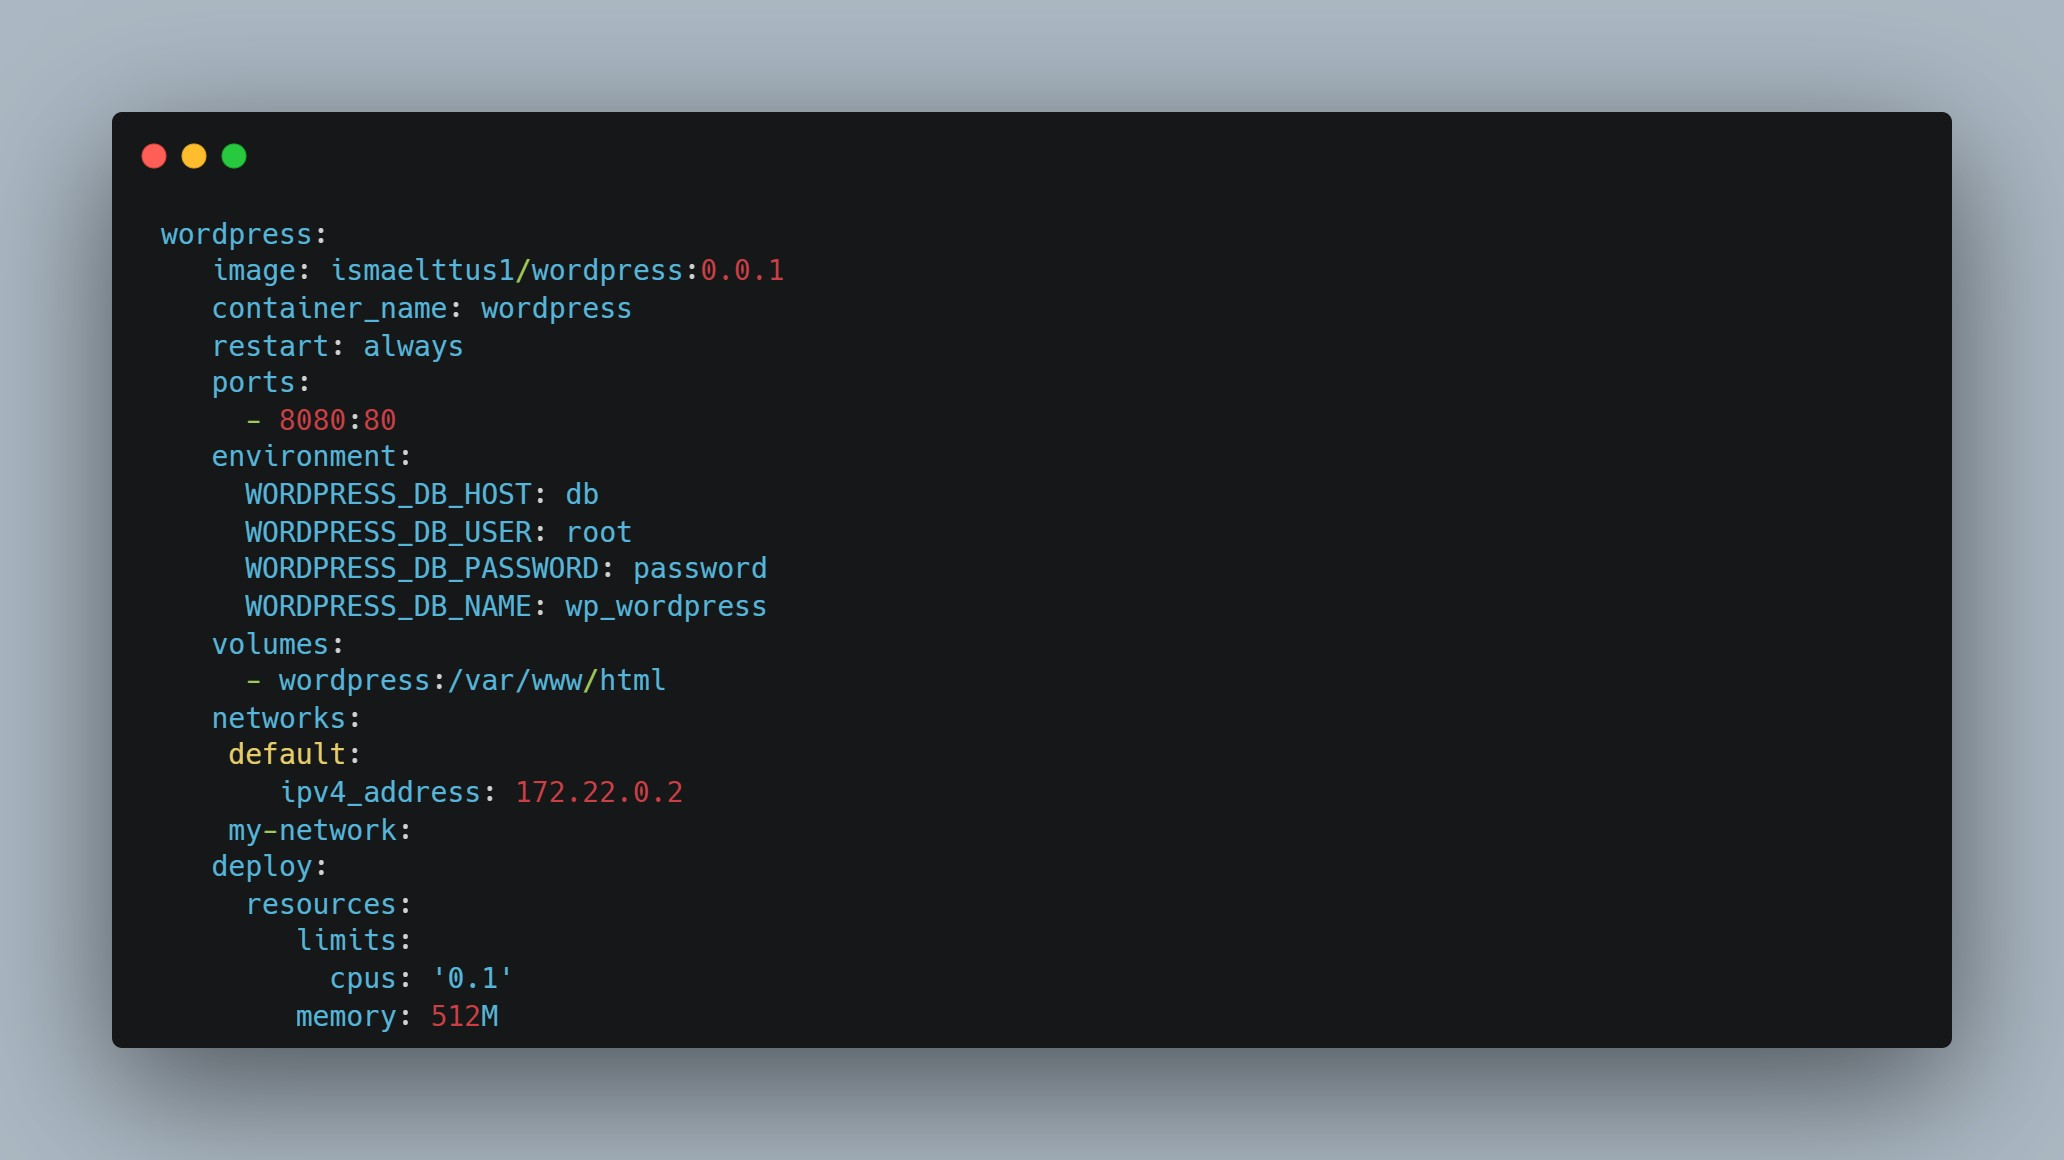 wordpress:
   image: ismaelttus1/wordpress:0.0.1
   container_name: wordpress
   restart: always
   ports:
     - 8080:80
   environment:
     WORDPRESS_DB_HOST: db
     WORDPRESS_DB_USER: root
     WORDPRESS_DB_PASSWORD: password
     WORDPRESS_DB_NAME: wp_wordpress
   volumes:
     - wordpress:/var/www/html
   networks:
    default:
       ipv4_address: 172.22.0.2
    my-network:
   deploy:
     resources:
        limits:
          cpus: '0.1'
        memory: 512M